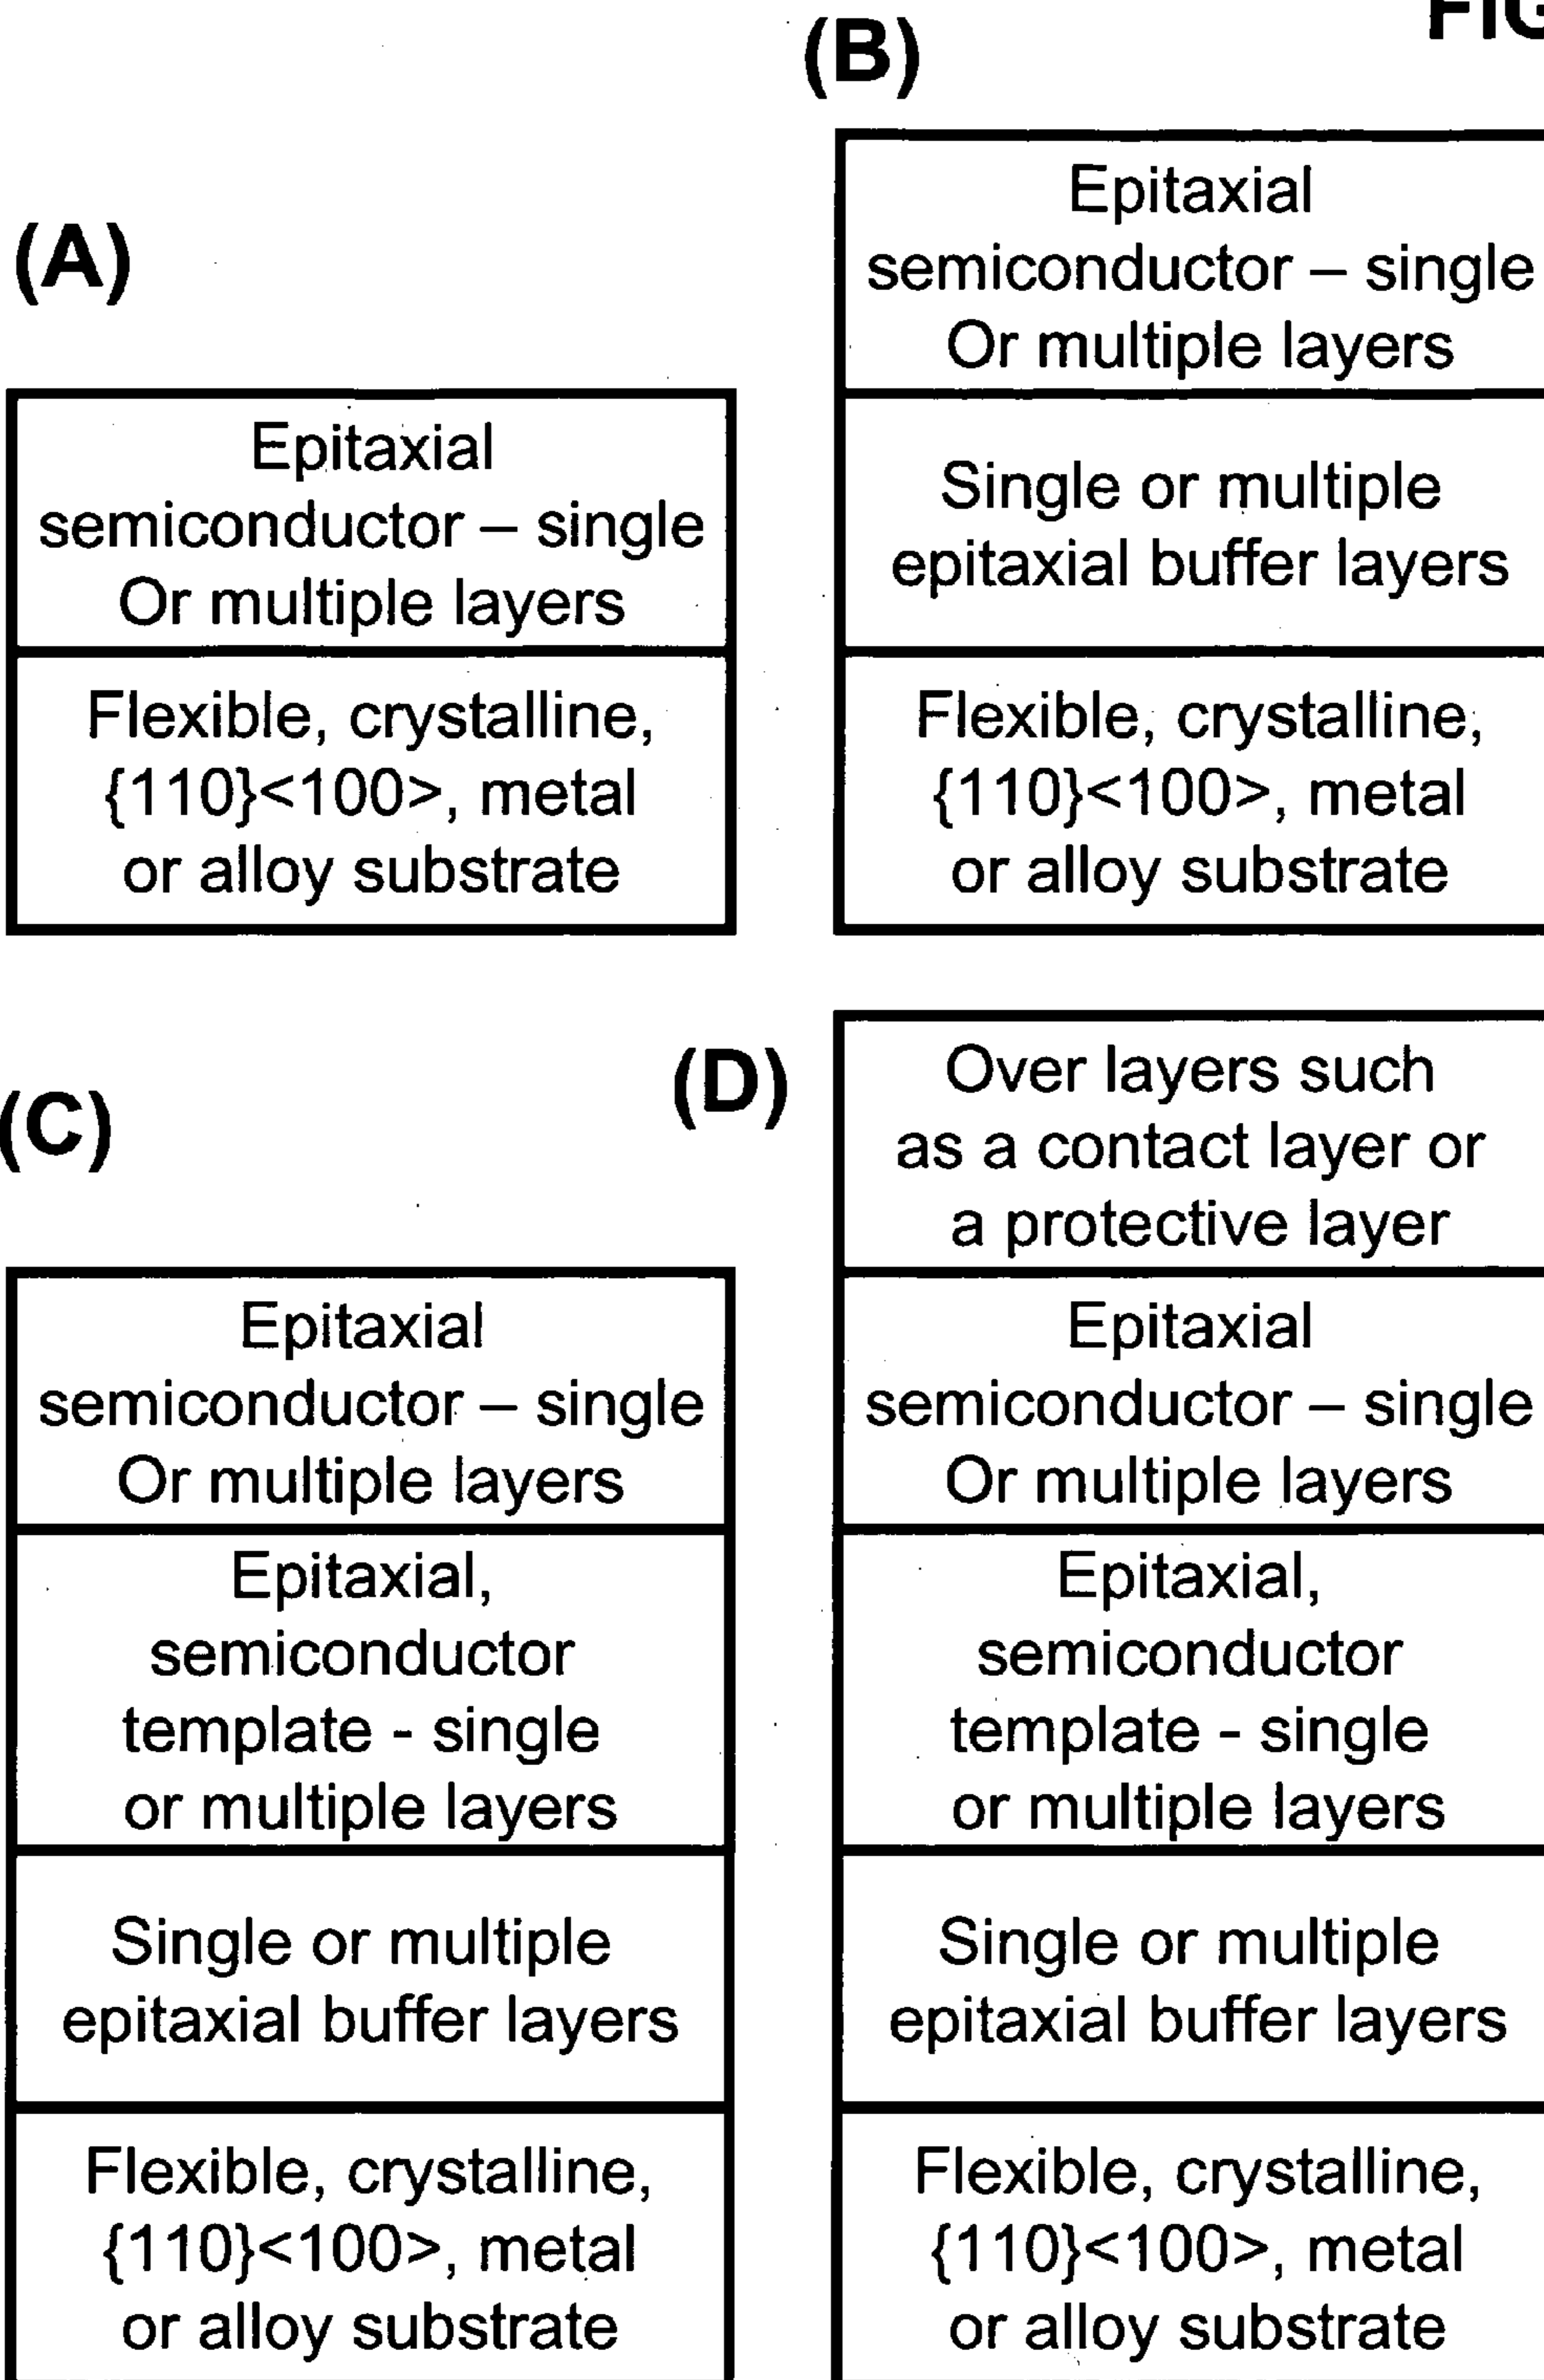 FIG
(B)
Epitaxial
semiconductor – single
Or multiple layers
Single or multiple
epitaxial buffer layers
Flexible, crystalline,
{110}<100>, metal
or alloy substrate
(A)
Epitaxial
semiconductor – single
Or multiple layers
Flexible, crystalline,
{110}<100>, metal
or alloy substrate
(C)
Epitaxial
semiconductor – single
Or multiple layers
Epitaxial,
semiconductor
template - single
or multiple layers
Single or multiple
epitaxial buffer layers
Flexible, crystalline,
{110}<100>, metal
or alloy substrate
(D)
Over layers such
as a contact layer or
a protective layer
Epitaxial
semiconductor – single
Or multiple layers
Epitaxial,
semiconductor
template - single
or multiple layers
Single or multiple
epitaxial buffer layers
Flexible, crystalline,
{110}<100>, metal
or alloy substrate